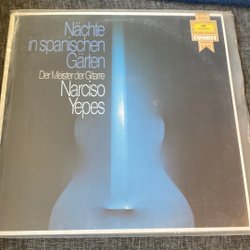 Nächte
in spanischen
Gärten
Der Meister der Gitarre
Narciso
Yepes